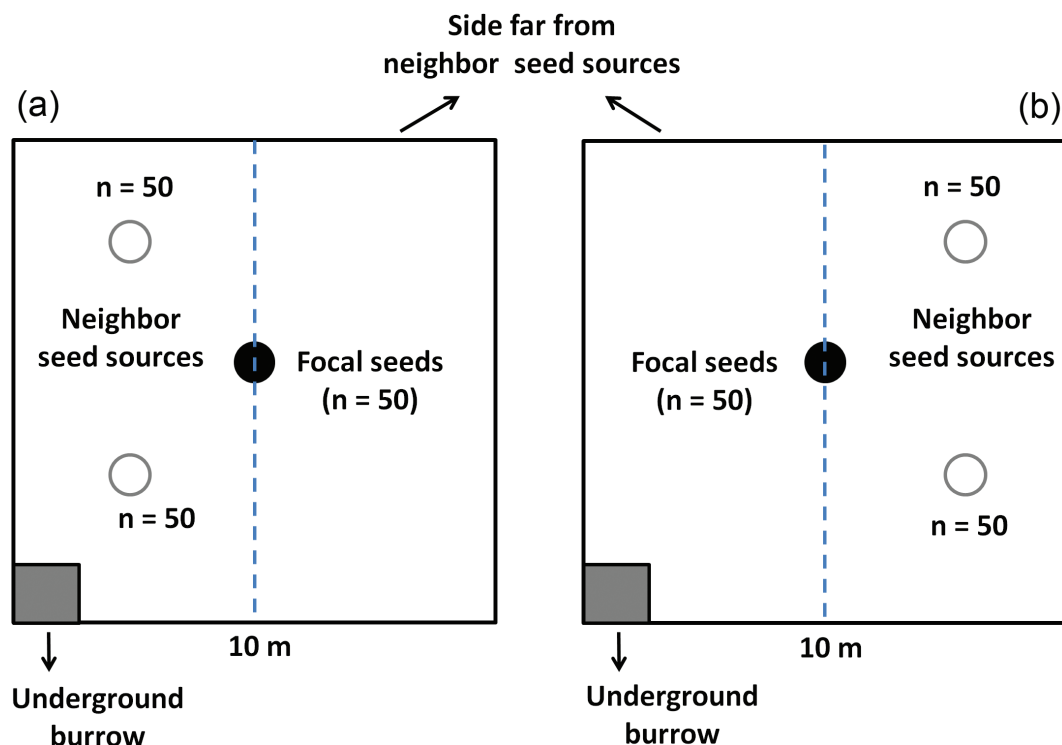 Side far from
neighbor seed sources
(a)
n = 50
Neighbor
seed sources
Focal seeds
(n = 50)
n = 50
10 m
Underground
burrow
(b)
n = 50
Neighbor
seed sources
Focal seeds
(n = 50)
n = 50
10 m
Underground
burrow